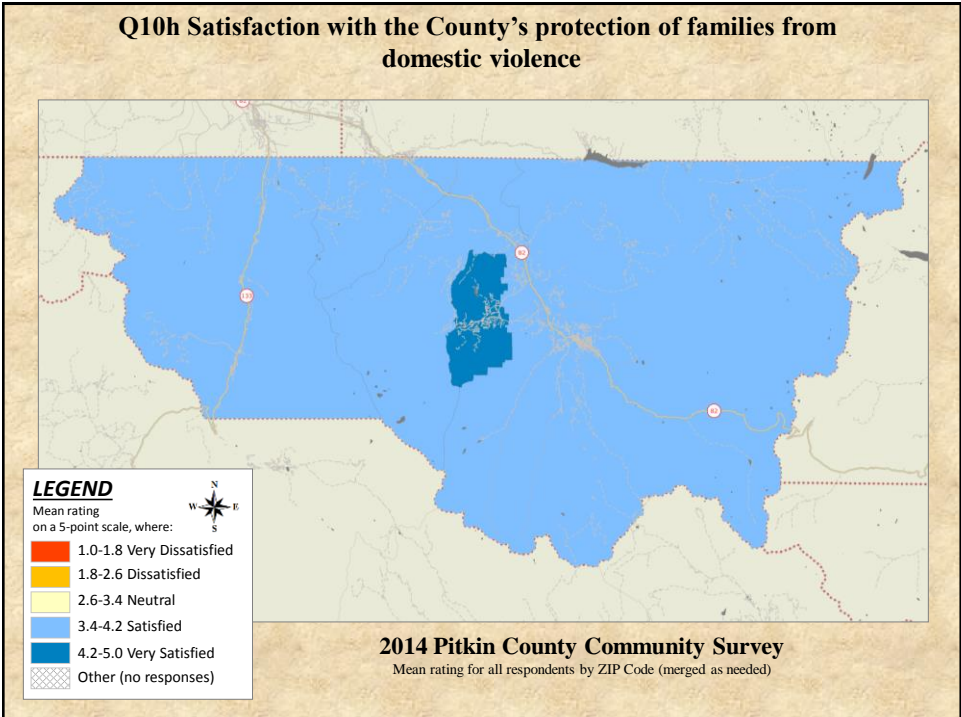 Q10h Satisfaction with the County’s protection of families from
domestic violence
82
82
133
82
LEGEND
Mean rating
on a 5-point scale, where:
N
W
E
S
1.0-1.8 Very Dissatisfied
1.8-2.6 Dissatisfied
2.6-3.4 Neutral
3.4-4.2 Satisfied
4.2-5.0 Very Satisfied
Other (no responses)
2014 Pitkin County Community Survey
Mean rating for all respondents by ZIP Code (merged as needed)